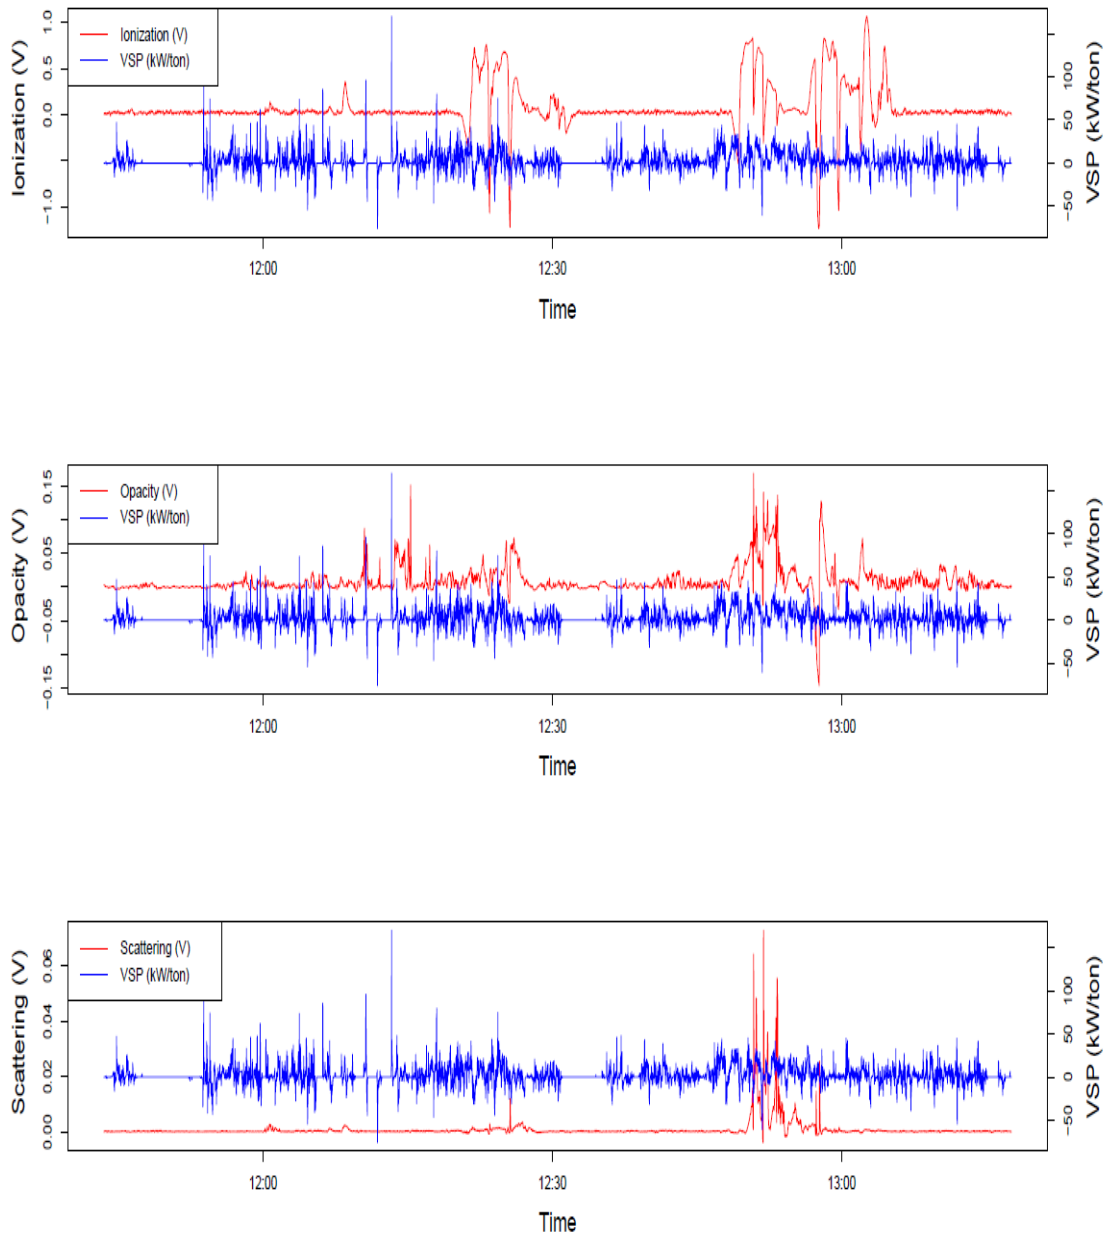 Ionization (V)
VSP (kW/ton)
Ionization (V)
1.0
0.5
0.0
−1.0
VSP (kW/ton)
100
50
0
−50
12:00
12:30
13:00
Time
Opacity (V)
VSP (kW/ton)
Opacity (V)
0.15
0.05
−0.05
−0.15
VSP (kW/ton)
100
50
0
−50
12:00
12:30
13:00
Time
Scattering (V)
VSP (kW/ton)
Scattering (V)
0.06
0.04
0.02
0.00
VSP (kW/ton)
100
50
0
−50
12:00
12:30
13:00
Time